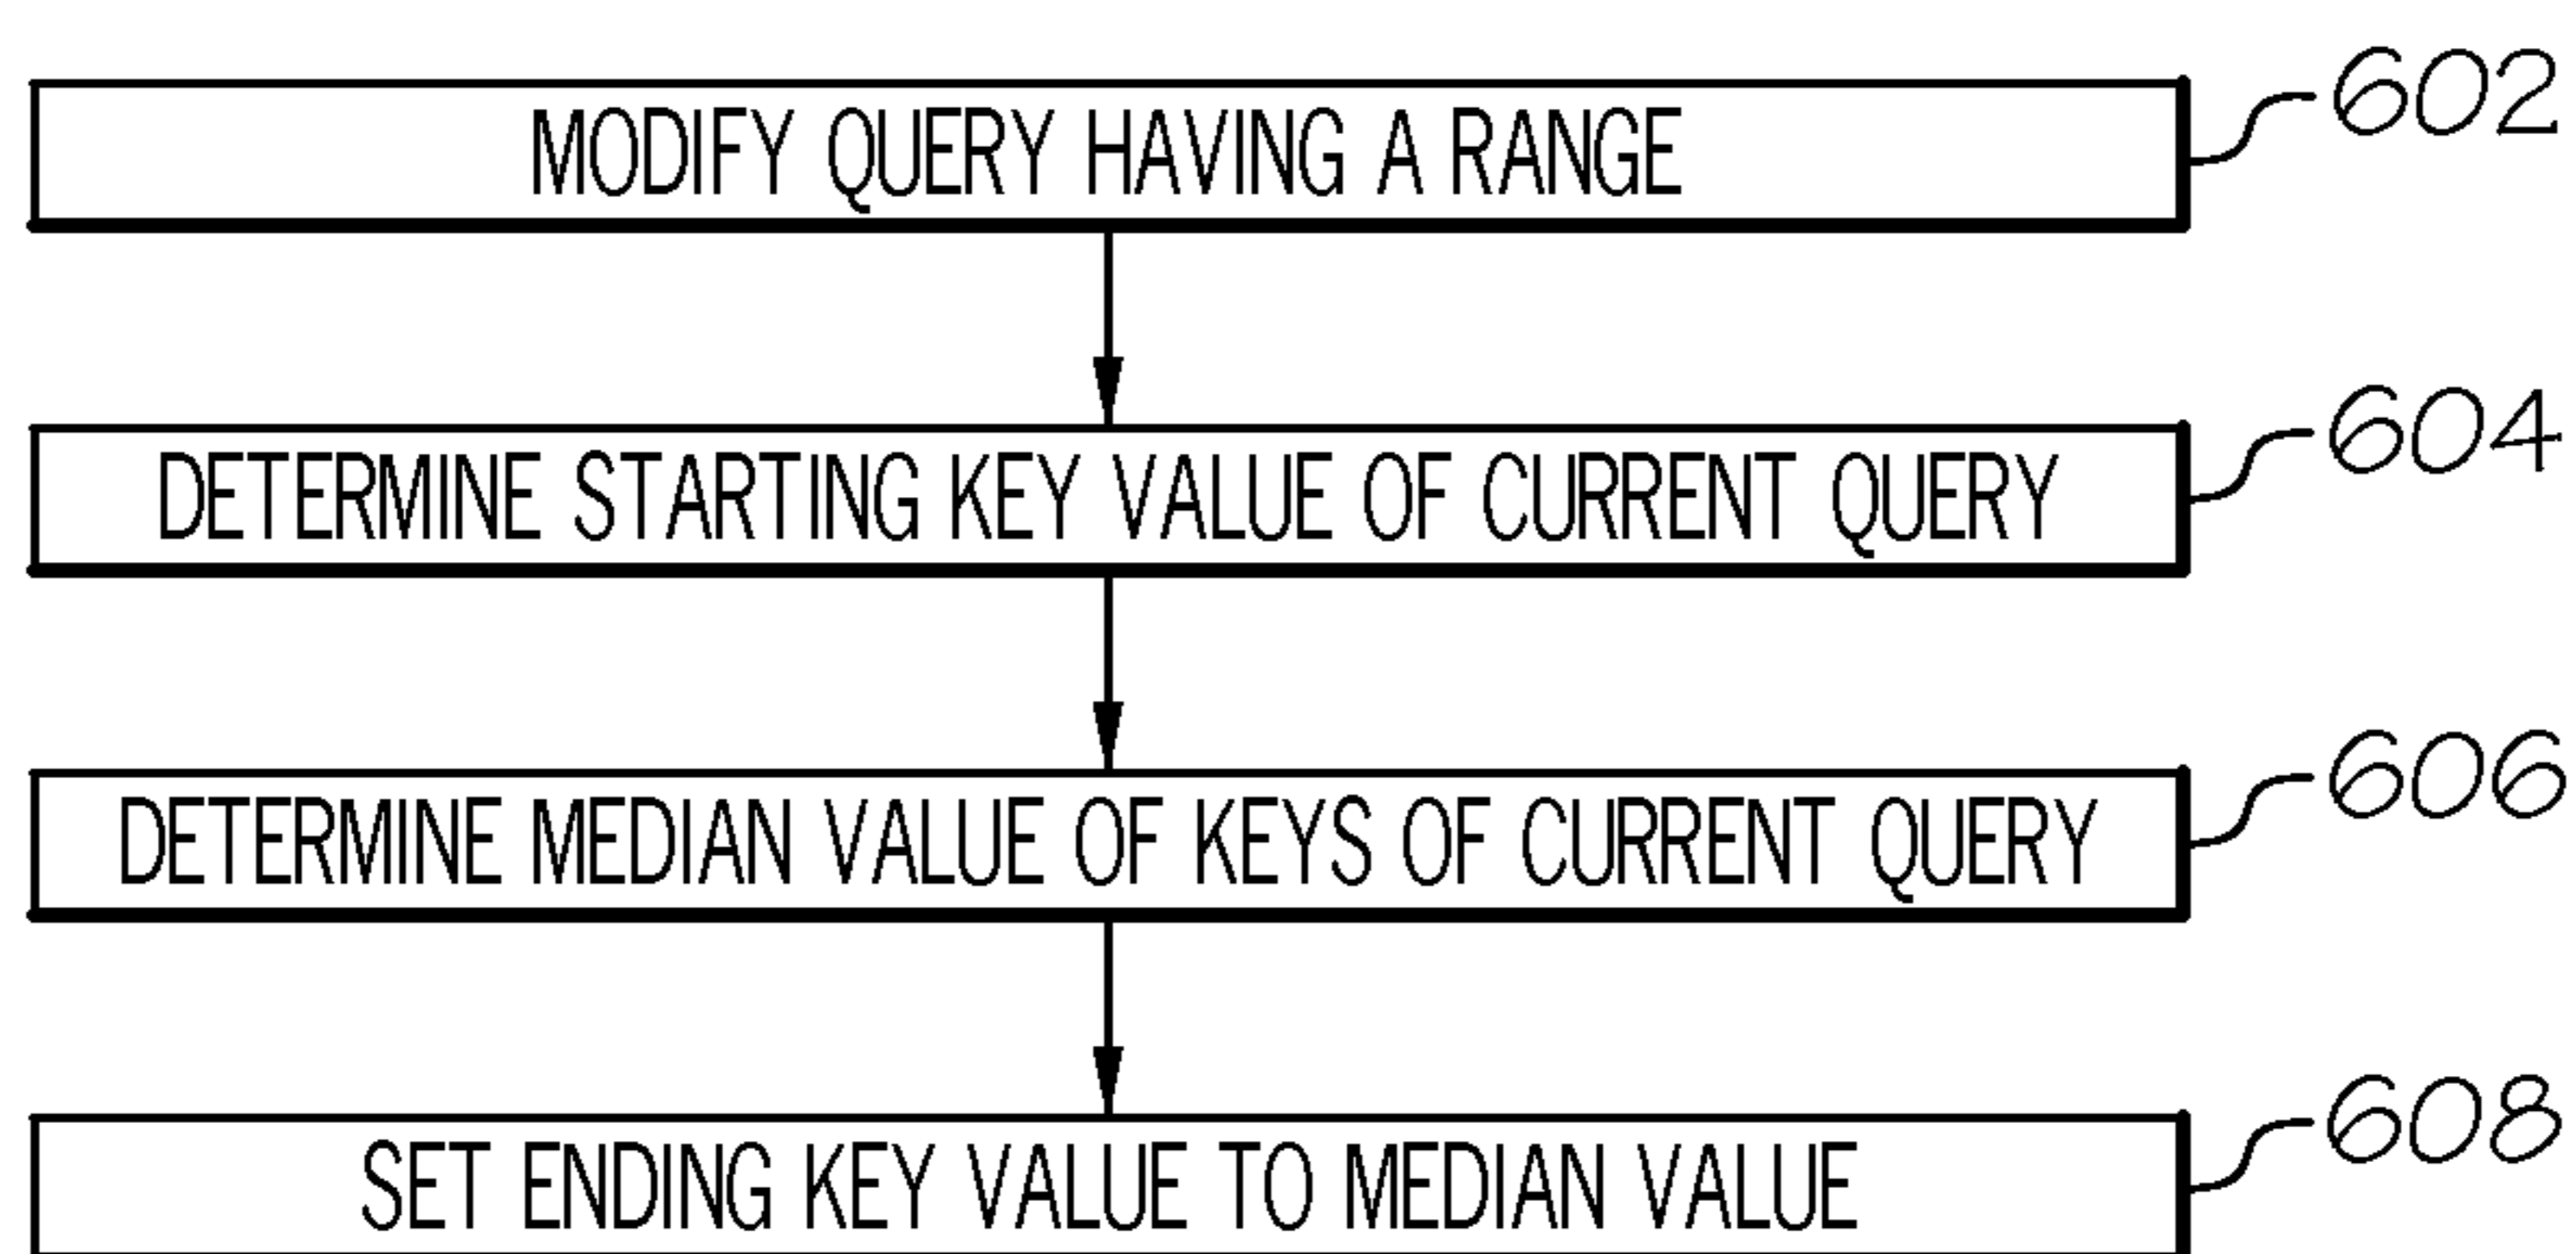 MODIFY QUERY HAVING A RANGE 602
DETERMINE STARTING KEY VALUE OF CURRENT QUERY 604
DETERMINE MEDIAN VALUE OF KEYS OF CURRENT QUERY 606
SET ENDING KEY VALUE TO MEDIAN VALUE 608